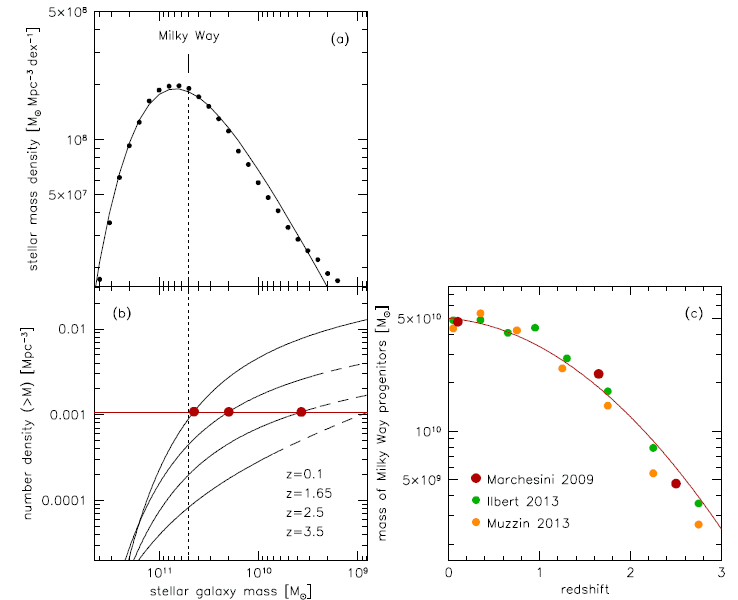 Milky Way
(a)
5×10⁸
10⁸
5×10⁷
stellar mass density [M⊙ Mpc⁻³ dex⁻¹]
(b)
0.01
0.001
0.0001
number density (>M) [Mpc⁻³]
z=0.1
z=1.65
z=2.5
z=3.5
10¹¹ 10¹⁰ 10⁹
stellar galaxy mass [M⊙]
(c)
5×10¹⁰
10¹⁰
5×10⁹
mass of Milky Way progenitors [M⊙]
Marchesini 2009
Ilbert 2013
Muzzin 2013
0 1 2 3
redshift